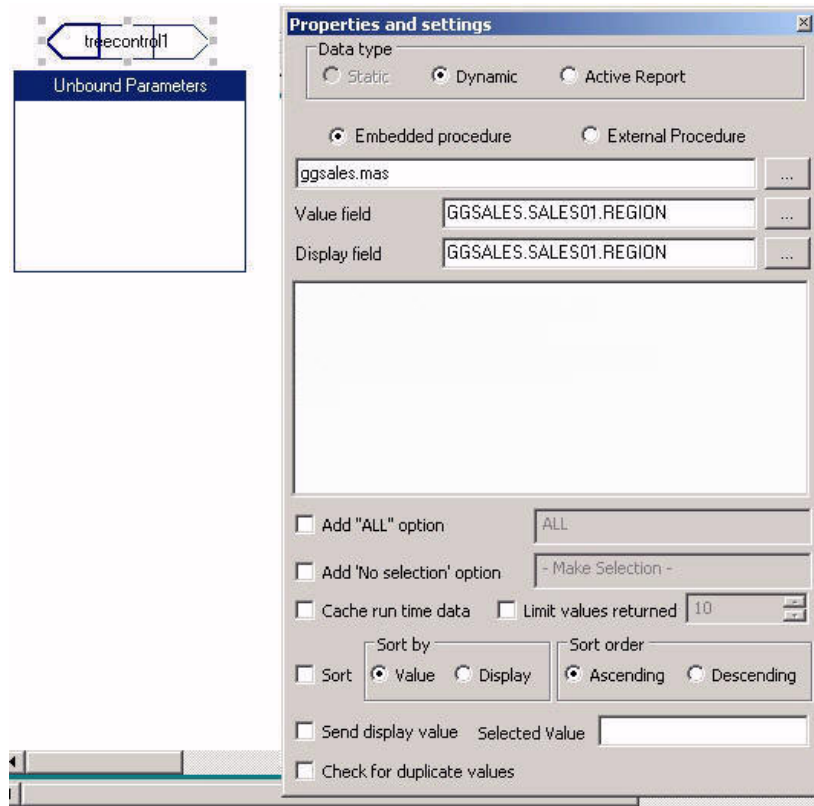 treecontrol1
Unbound Parameters
Properties and settings
Data type
Static Dynamic Active Report
Embedded procedure External Procedure
ggsales.mas ...
Value field GGSALES.SALES01.REGION ...
Display field GGSALES.SALES01.REGION ...
Add "ALL" option ALL
Add 'No selection' option - Make Selection -
Cache run time data Limit values returned 10
Sort by Sort order
Sort Value Display Ascending Descending
Send display value Selected Value
Check for duplicate values